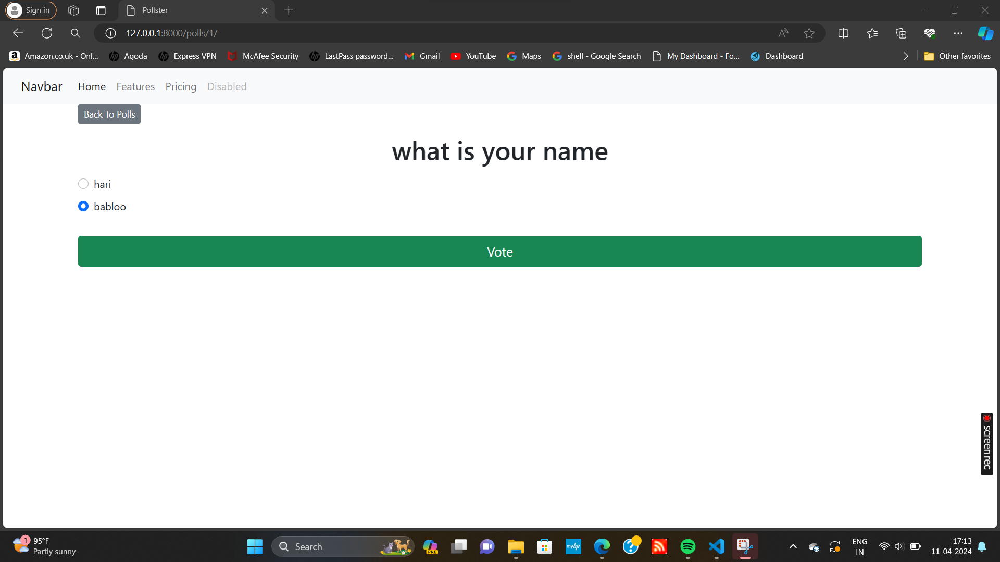 Sign in
Pollster
127.0.0.1:8000/polls/1/
Amazon.co.uk - Onl... Agoda Express VPN McAfee Security LastPass password... Gmail YouTube Maps shell - Google Search My Dashboard - Fo... Dashboard Other favorites
Navbar Home Features Pricing Disabled
Back To Polls
what is your name
hari
babloo
Vote
screenrec
1 95°F
Partly sunny
Search
PRE
myhp
ENG
IN
17:13
11-04-2024